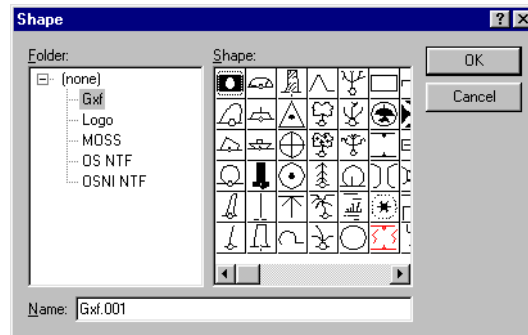 Shape
Folder:
Shape:
(none)
Gxf
Logo
MOSS
OS NTF
OSNI NTF
OK
Cancel
Name: Gxf.001